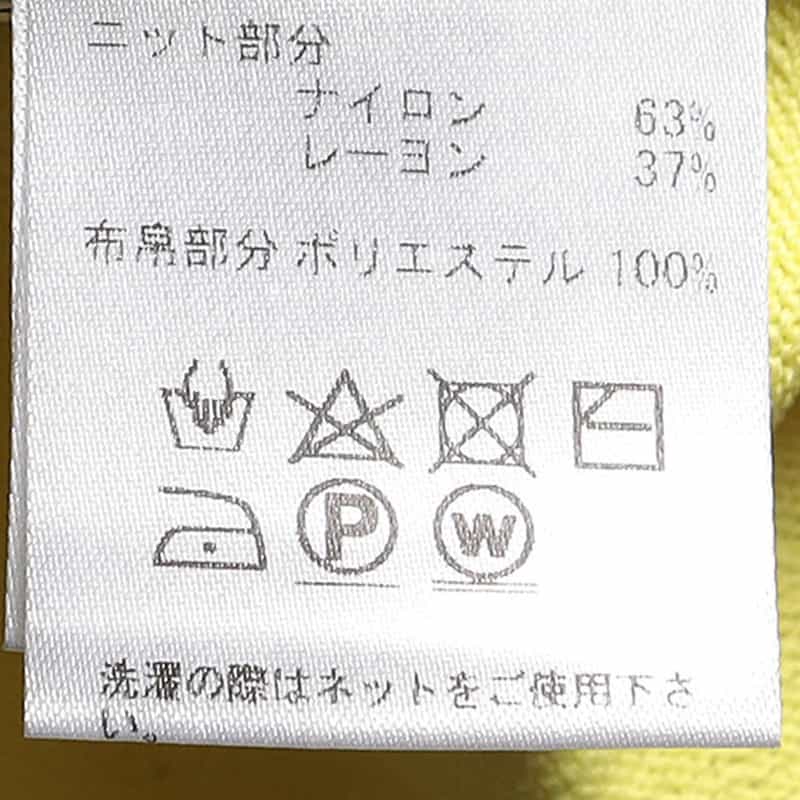 ニット部分
ナイロン 63%
レーヨン 37%
布帛部分 ポリエステル 100%
P W
洗濯の際はネットをご使用下さ
い。